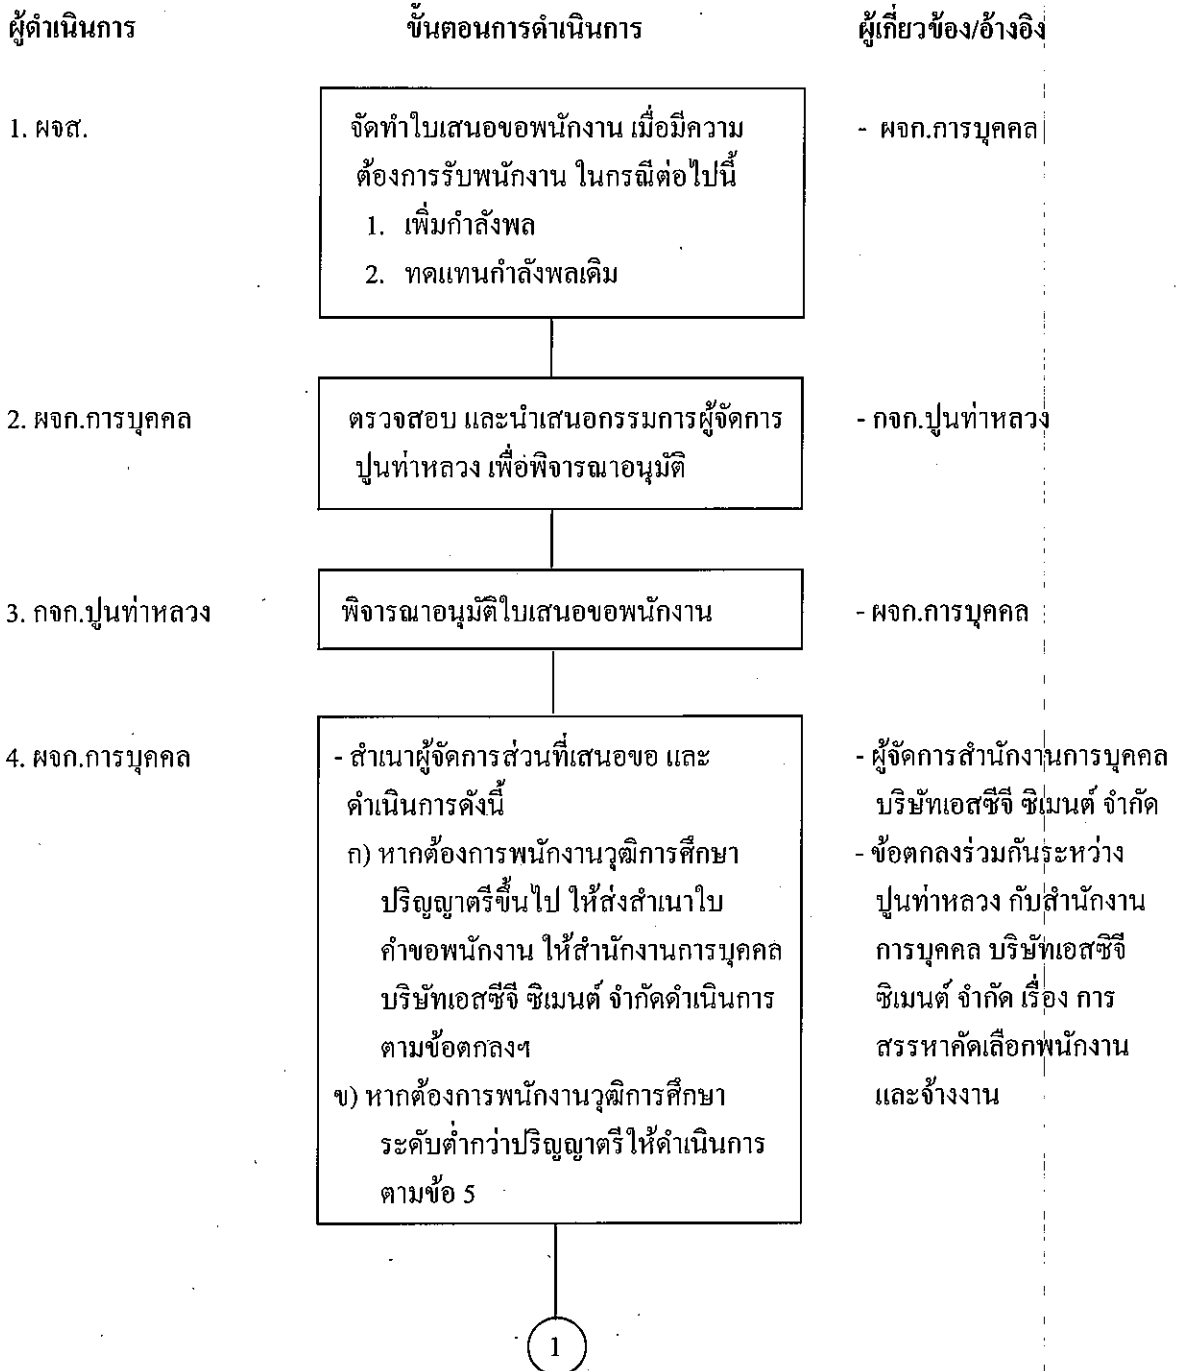 ผู้ดำเนินการ ขั้นตอนการดำเนินการ ผู้เกี่ยวข้อง/อ้างอิง
1. ผจส. จัดทำใบเสนอขอพนักงาน เมื่อมีความ - ผจก.การบุคคล
ต้องการรับพนักงาน ในกรณีต่อไปนี้
1. เพิ่มกำลังพล
2. ทดแทนกำลังพลเดิม
2. ผจก.การบุคคล ตรวจสอบ และนำเสนอกรรมการผู้จัดการ - กจก.ปูนท่าหลวง
ปูนท่าหลวง เพื่อพิจารณาอนุมัติ
3. กจก.ปูนท่าหลวง พิจารณาอนุมัติใบเสนอขอพนักงาน - ผจก.การบุคคล
4. ผจก.การบุคคล - สำเนาผู้จัดการส่วนที่เสนอขอ และ - ผู้จัดการสำนักงานการบุคคล
ดำเนินการดังนี้ บริษัทเอสซีจี ซิเมนต์ จำกัด
ก) หากต้องการพนักงานวุฒิการศึกษา - ข้อตกลงร่วมกันระหว่าง
ปริญญาตรีขึ้นไป ให้ส่งสำเนาใบ ปูนท่าหลวง กับสำนักงาน
คำขอพนักงาน ให้สำนักงานการบุคคล การบุคคล บริษัทเอสซิจี
บริษัทเอสซีจี ซิเมนต์ จำกัดดำเนินการ ซิเมนต์ จำกัด เรื่อง การ
ตามข้อตกลงฯ สรรหาคัดเลือกพนักงาน
ข) หากต้องการพนักงานวุฒิการศึกษา และจ้างงาน
ระดับต่ำกว่าปริญญาตรีให้ดำเนินการ
ตามข้อ 5
1